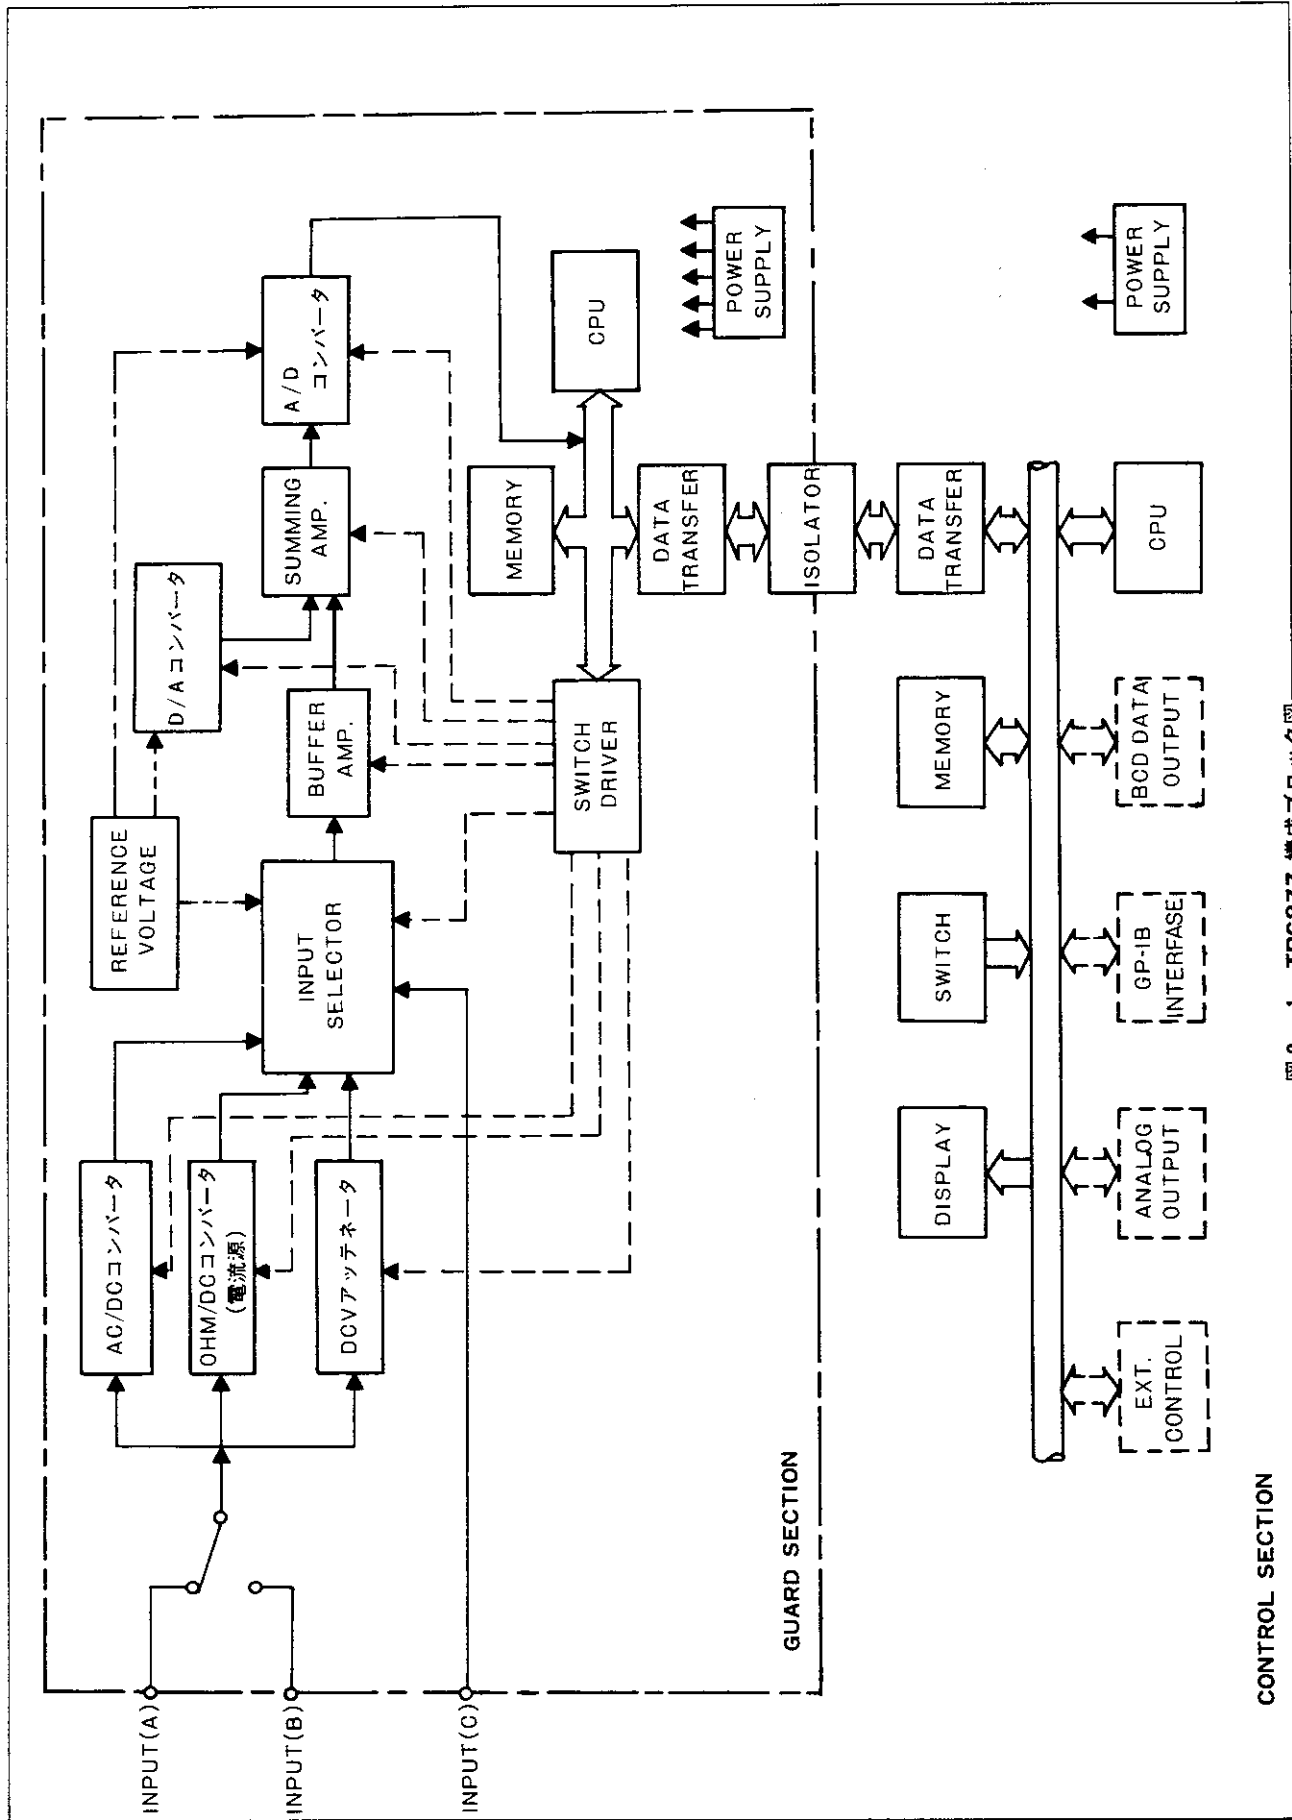 INPUT(A)
INPUT(B)
INPUT(C)
AC/DCコンバータ
OHM/DCコンバータ
(電流源)
DCVアッテネータ
REFERENCE
VOLTAGE
INPUT
SELECTOR
D/Aコンバータ
BUFFER
AMP.
SUMMING
AMP.
A/D
コンバータ
SWITCH
DRIVER
MEMORY
CPU
DATA
TRANSFER
POWER
SUPPLY
ISOLATOR
GUARD SECTION
DISPLAY
SWITCH
MEMORY
DATA
TRANSFER
POWER
SUPPLY
EXT.
CONTROL
ANALOG
OUTPUT
GP-IB
INTERFASE
BCD DATA
OUTPUT
CPU
CONTROL SECTION